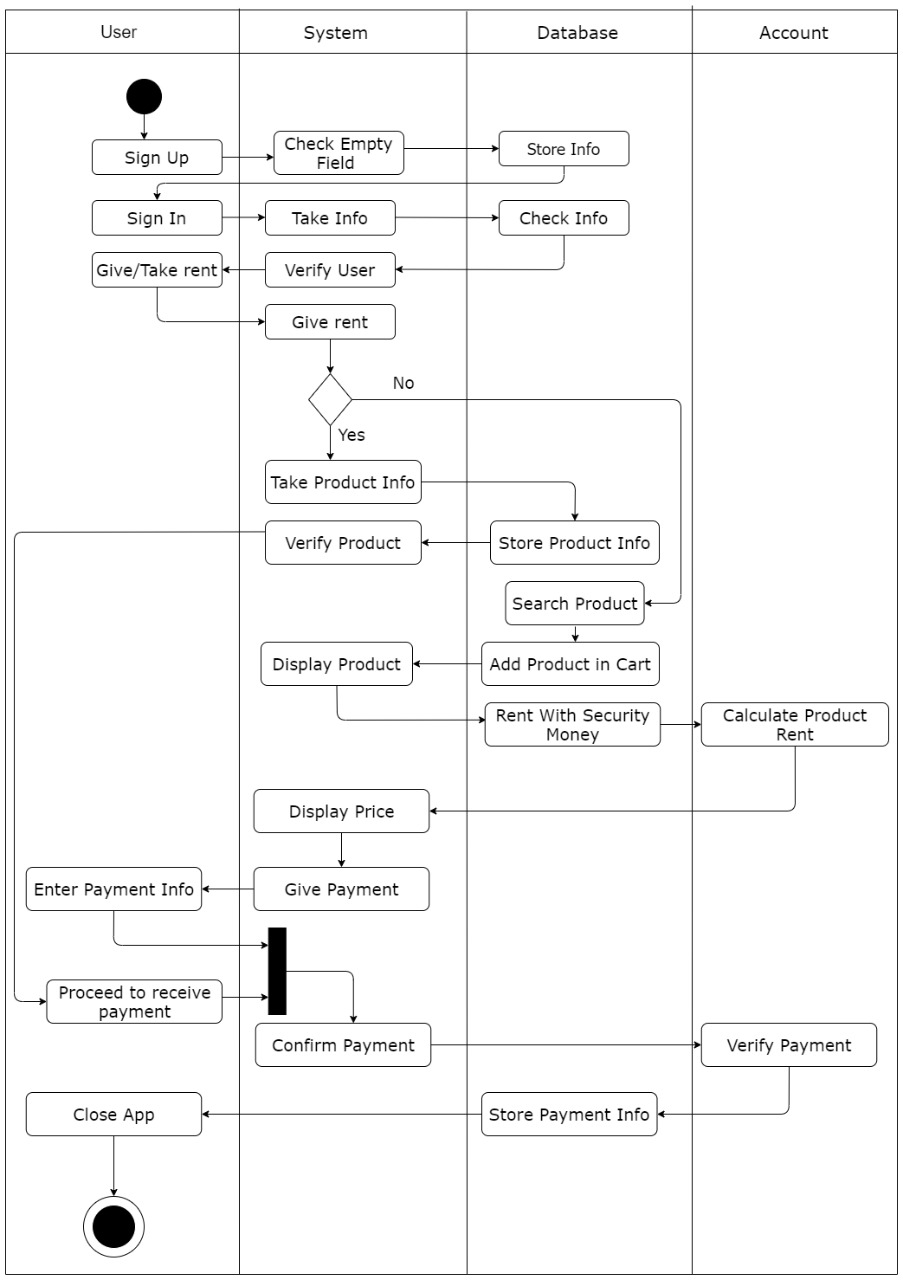 User
System
Database
Account
Sign Up
Check Empty
Field
Store Info
Sign In
Take Info
Check Info
Give/Take rent
Verify User
Give rent
No
Yes
Take Product Info
Verify Product
Store Product Info
Search Product
Display Product
Add Product in Cart
Rent With Security
Money
Calculate Product
Rent
Display Price
Enter Payment Info
Give Payment
Proceed to receive
payment
Confirm Payment
Verify Payment
Close App
Store Payment Info